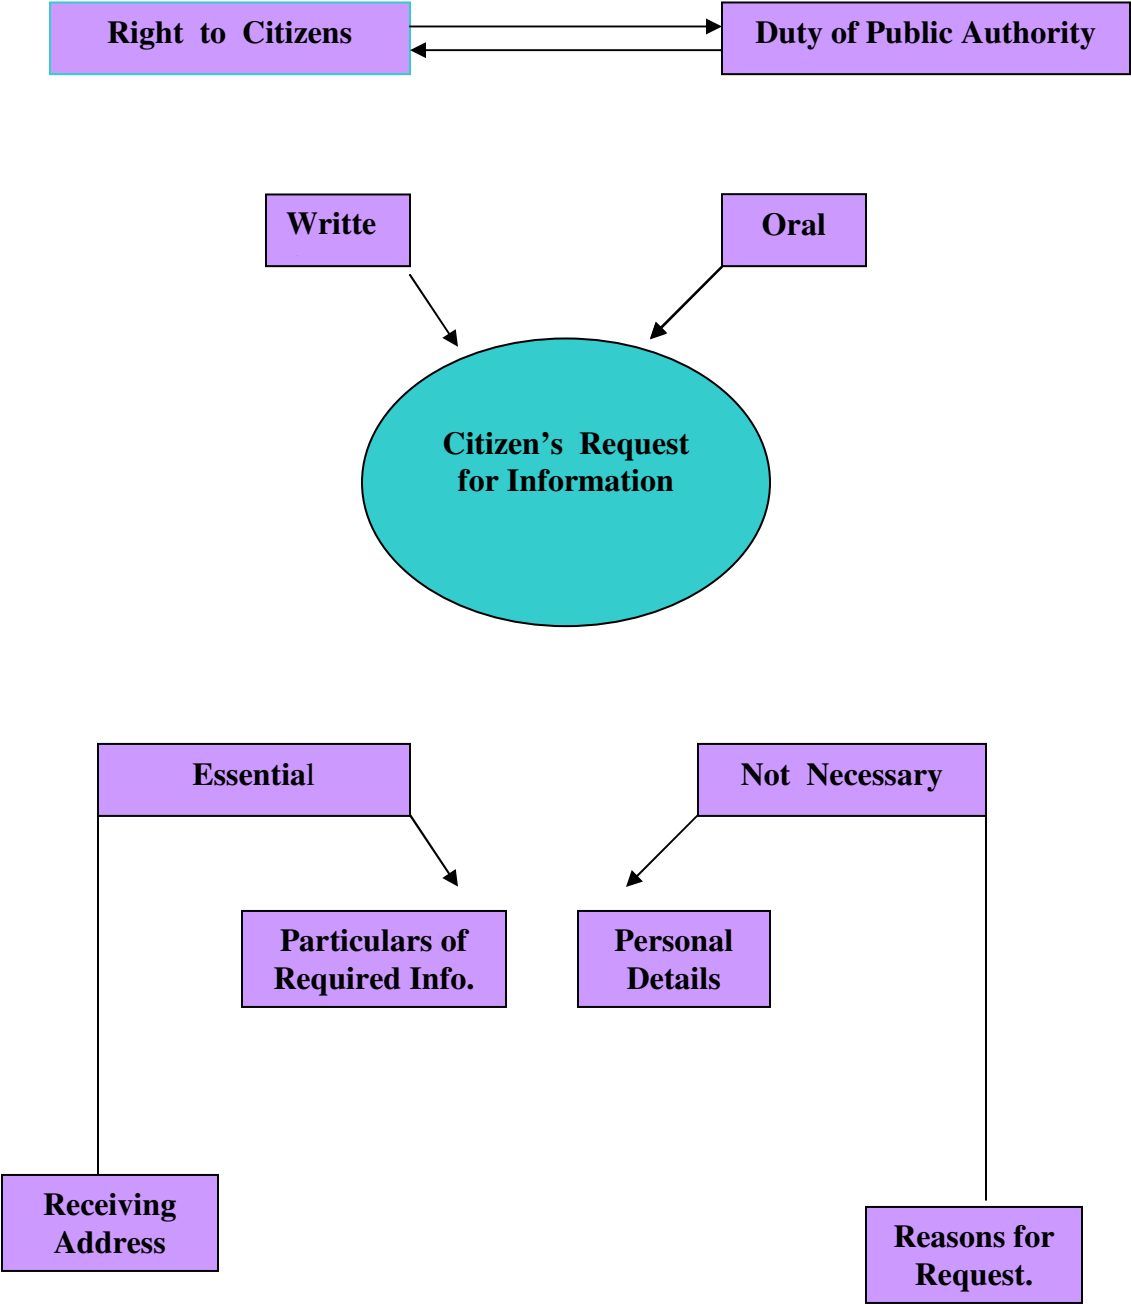 Right to Citizens
Duty of Public Authority
Writte
Oral
Citizen’s Request
for Information
Essential
Not Necessary
Particulars of
Required Info.
Personal
Details
Receiving
Address
Reasons for
Request.